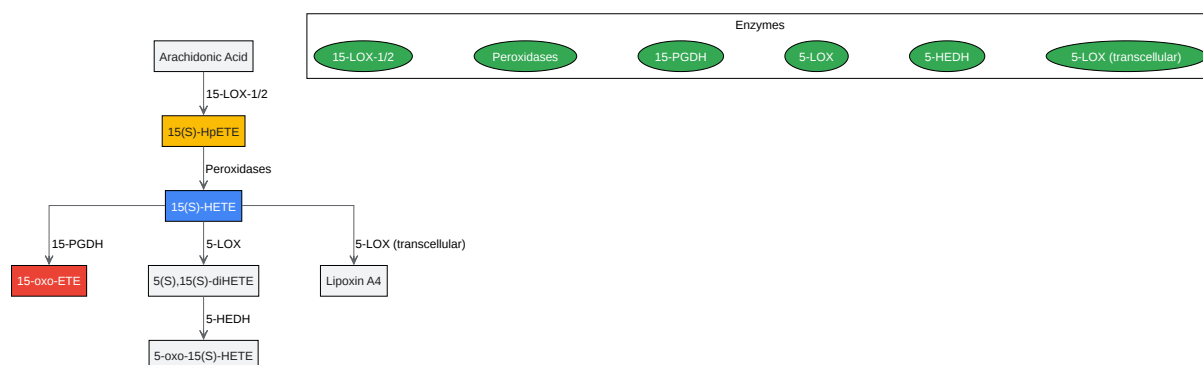 Enzymes
15-LOX-1/2
Peroxidases
15-PGDH
5-LOX
5-HEDH
5-LOX (transcellular)
Arachidonic Acid
15-LOX-1/2
15(S)-HpETE
Peroxidases
15(S)-HETE
15-PGDH
5-LOX
5-LOX (transcellular)
15-oxo-ETE
5(S),15(S)-diHETE
Lipoxin A4
5-HEDH
5-oxo-15(S)-HETE